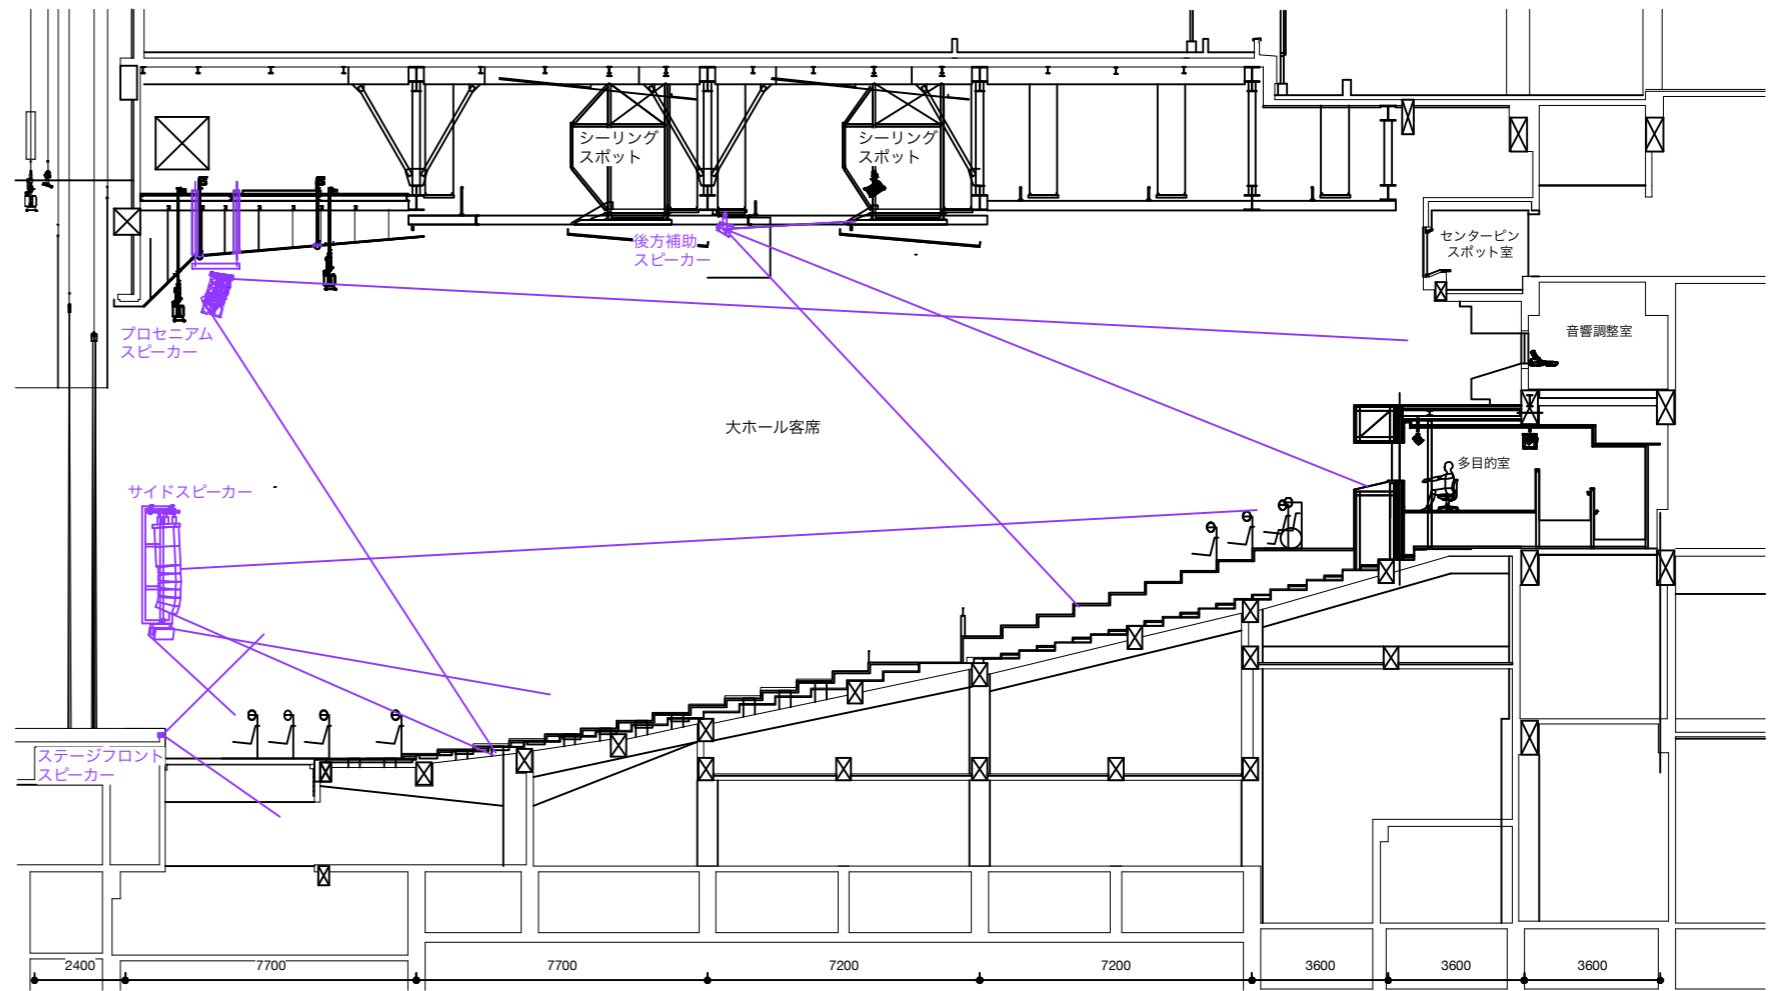 シーリング
スポット
シーリング
スポット
後方補助
スピーカー
センターピン
スポット室
プロセニアム
スピーカー
音響調整室
大ホール客席
多目的室
サイドスピーカー
ステージフロント
スピーカー
2400
7700
7700
7200
7200
3600
3600
3600